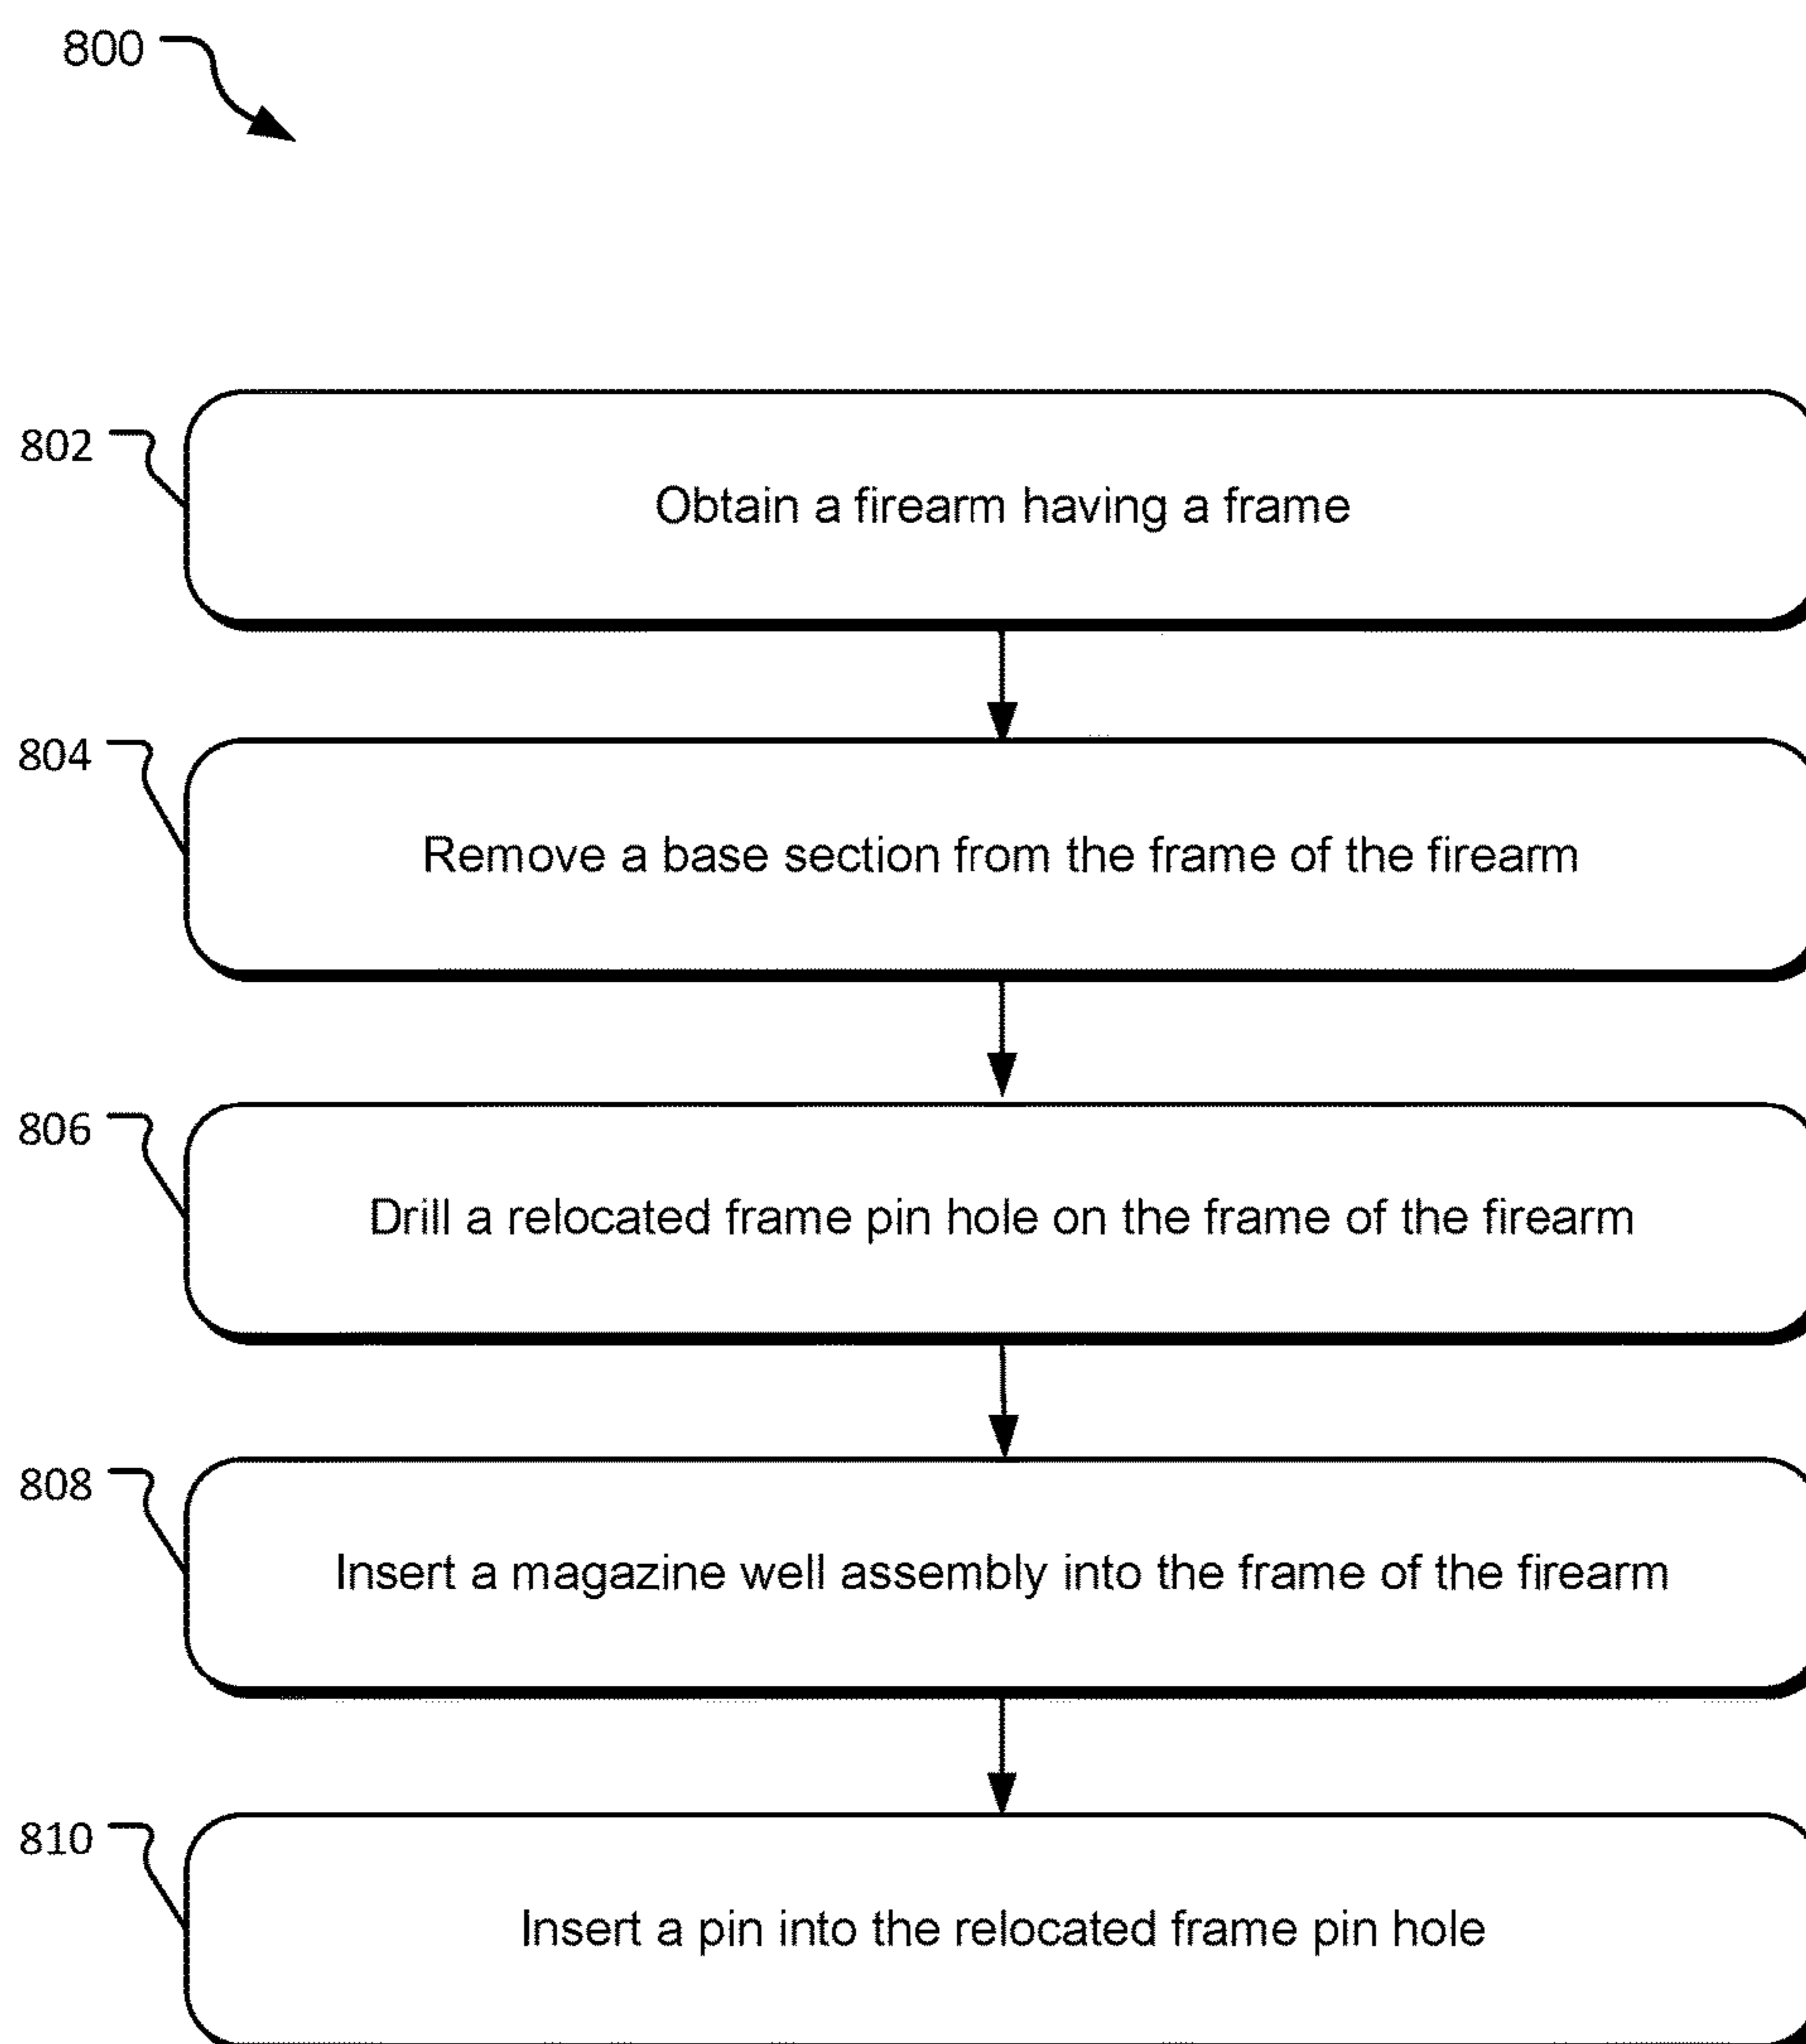 800
802
Obtain a firearm having a frame
804
Remove a base section from the frame of the firearm
806
Drill a relocated frame pin hole on the frame of the firearm
808
Insert a magazine well assembly into the frame of the firearm
810
Insert a pin into the relocated frame pin hole